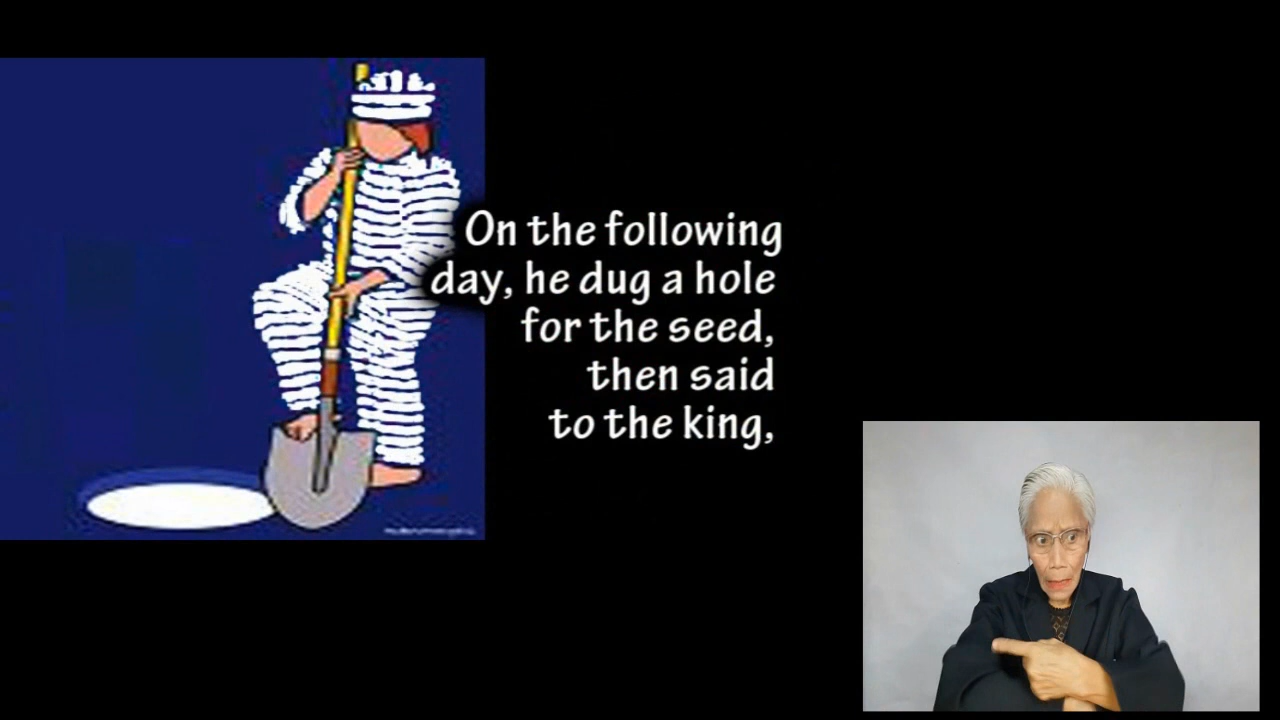 On the following
day, he dug a hole
for the seed,
then said
to the king,